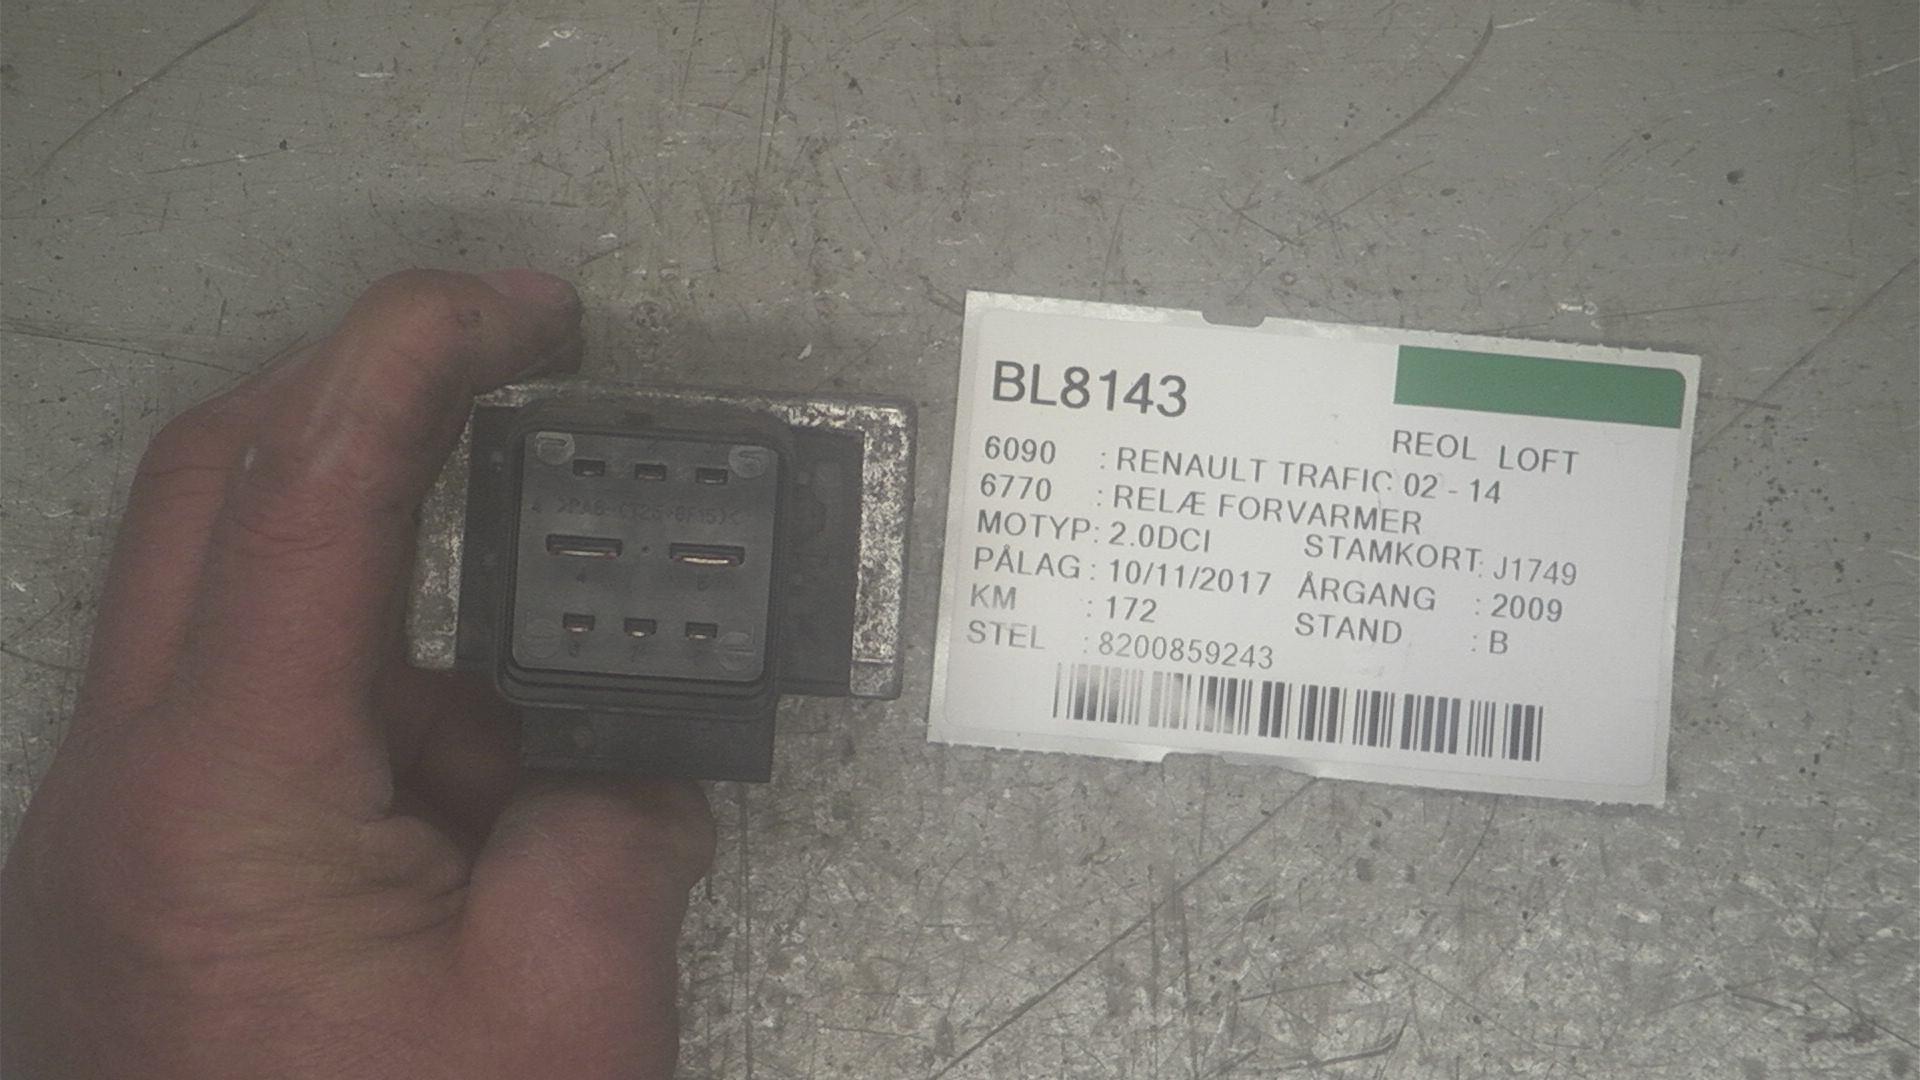 BL8143
REOL LOFT
6090 : RENAULT TRAFIC 02 - 14
6770 : RELÆ FORVARMER
MOTYP: 2.0DCI STAMKORT: J1749
PÅLAG : 10/11/2017 ÅRGANG : 2009
KM : 172 STAND : B
STEL : 8200859243
4